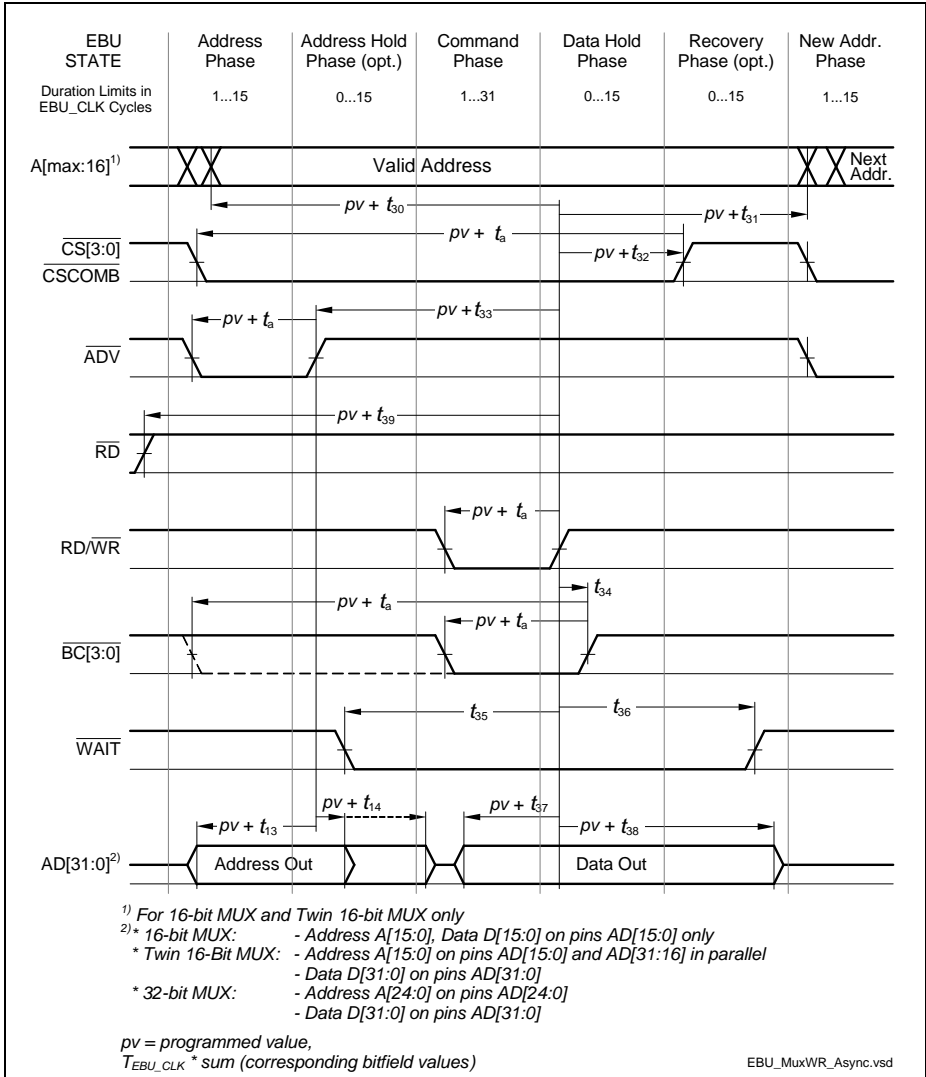 EBU STATE
Address Phase
Address Hold Phase (opt.)
Command Phase
Data Hold Phase
Recovery Phase (opt.)
New Addr. Phase
Duration Limits in EBU_CLK Cycles
1...15
0...15
1...31
0...15
0...15
1...15
A[max:16]1)
Valid Address
Next Addr.
pv + t30
pv + t31
CS[3:0]
CSCOMB
pv + ta
pv + t32
ADV
pv + ta
pv + t33
RD
pv + t39
RD/WR
pv + ta
t34
BC[3:0]
pv + ta
pv + ta
WAIT
t35
t36
pv + t14
pv + t37
pv + t13
pv + t38
AD[31:0]2)
Address Out
Data Out
1) For 16-bit MUX and Twin 16-bit MUX only
2)* 16-bit MUX: - Address A[15:0], Data D[15:0] on pins AD[15:0] only
* Twin 16-Bit MUX: - Address A[15:0] on pins AD[15:0] and AD[31:16] in parallel
- Data D[31:0] on pins AD[31:0]
* 32-bit MUX: - Address A[24:0] on pins AD[24:0]
- Data D[31:0] on pins AD[31:0]
pv = programmed value,
TEBU_CLK * sum (corresponding bitfield values)
EBU_MuxWR_Async.vsd